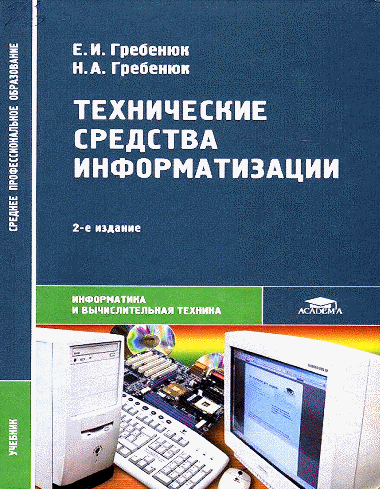 СРЕДНЕЕ ПРОФЕССИОНАЛЬНОЕ ОБРАЗОВАНИЕ
УЧЕБНИК
Е. И. Гребенюк
Н. А. Гребенюк
ТЕХНИЧЕСКИЕ
СРЕДСТВА
ИНФОРМАТИЗАЦИИ
2-е издание
ИНФОРМАТИКА
И ВЫЧИСЛИТЕЛЬНАЯ ТЕХНИКА
ACADEMA